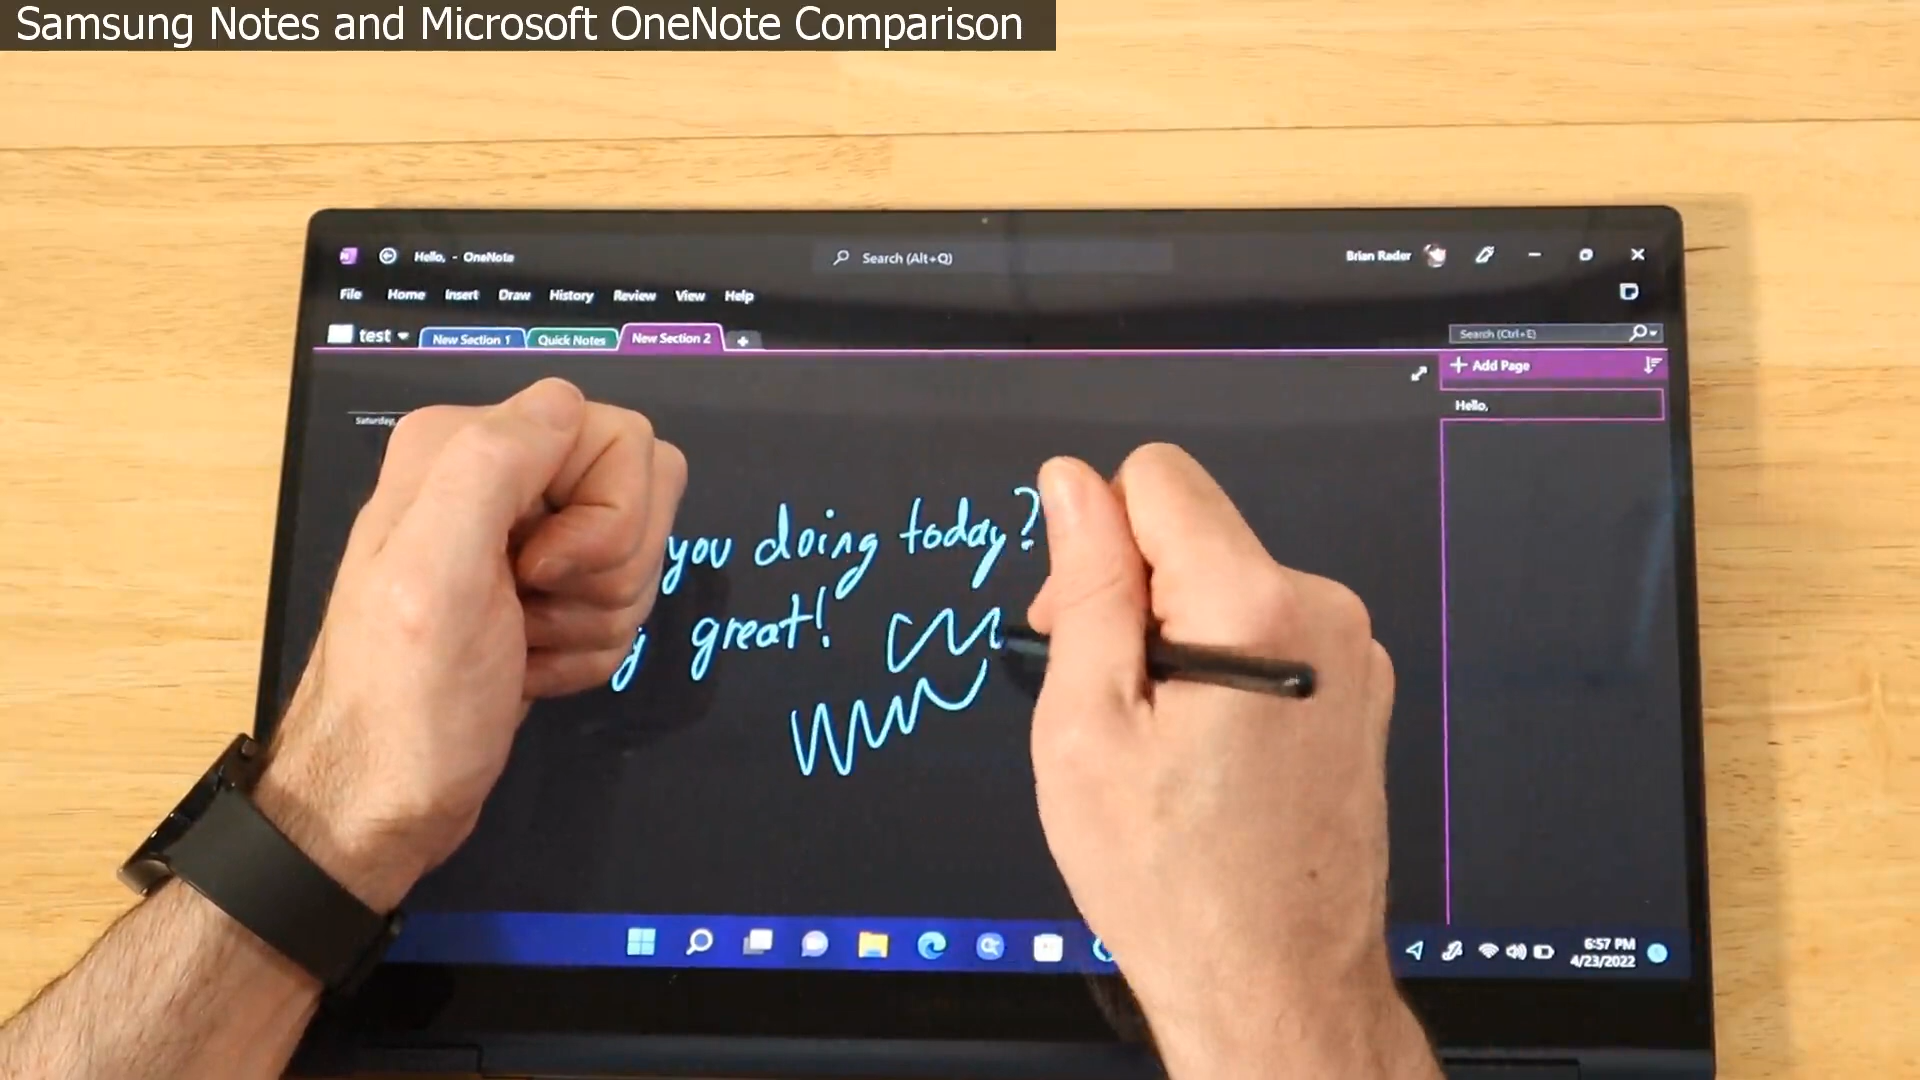 Samsung Notes and Microsoft OneNote Comparison
Hello, - OneNote
Search (Alt+Q)
Brian Rader
File Home Insert Draw History Review View Help
test New Section 1 Quick Notes New Section 2
Search (Ctrl+E)
Add Page
Saturday,
Hello,
you doing today?
great!
6:57 PM
4/23/2022